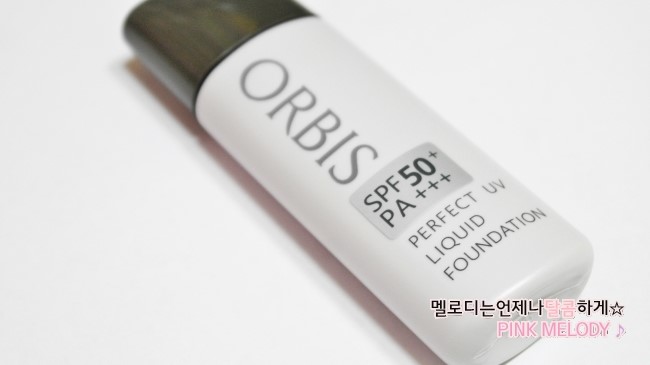 ORBIS
SPF50+
PA+++
PERFECT UV
LIQUID
FOUNDATION
멜로디는언제나달콤하게☆
PINK MELODY ♪